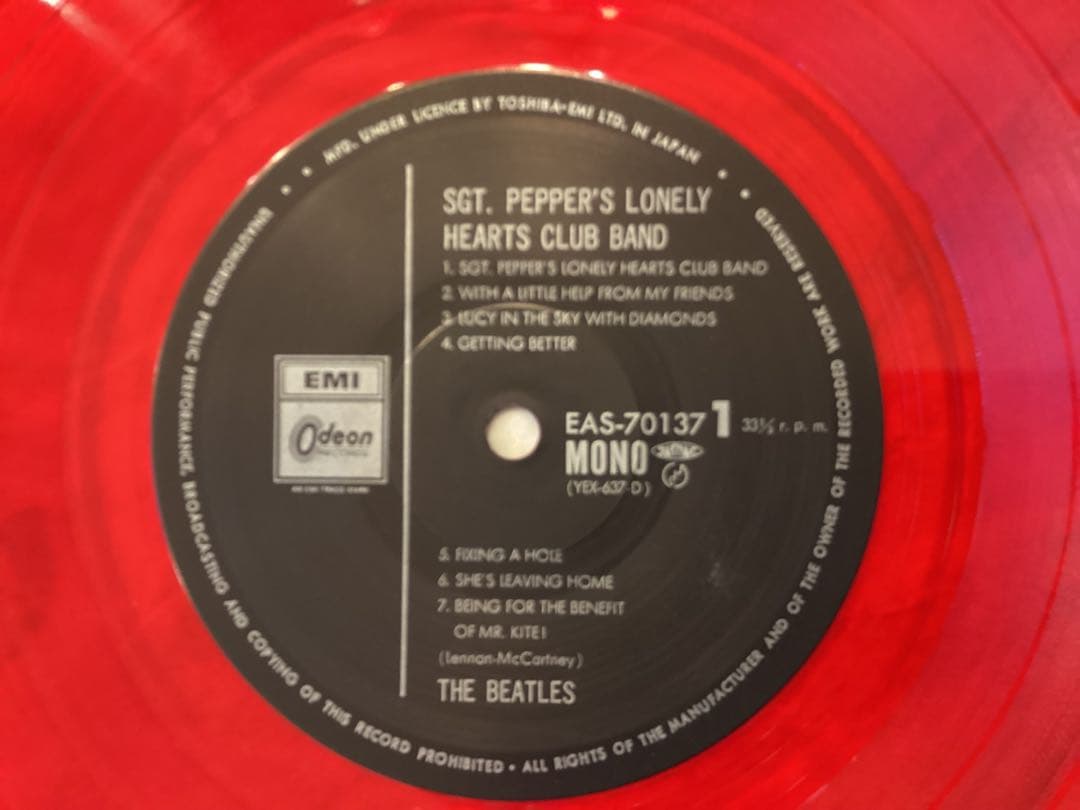 MFD. UNDER LICENCE BY TOSHIBA-EMI LTD. IN JAPAN
SGT. PEPPER'S LONELY
HEARTS CLUB BAND
1. SGT. PEPPER'S LONELY HEARTS CLUB BAND
2. WITH A LITTLE HELP FROM MY FRIENDS
3. LUCY IN THE SKY WITH DIAMONDS
4. GETTING BETTER
EMI
Odeon
EAS-70137 1 33⅓ r. p. m.
MONO
(YEX-637-D)
5. FIXING A HOLE
6. SHE'S LEAVING HOME
7. BEING FOR THE BENEFIT
OF MR. KITE!
(Lennon-McCartney)
THE BEATLES
UNAUTHORIZED PUBLIC PERFORMANCE, BROADCASTING AND COPYING OF THIS RECORD PROHIBITED • ALL RIGHTS OF THE MANUFACTURER AND OF THE OWNER OF THE RECORDED WORK ARE RESERVED